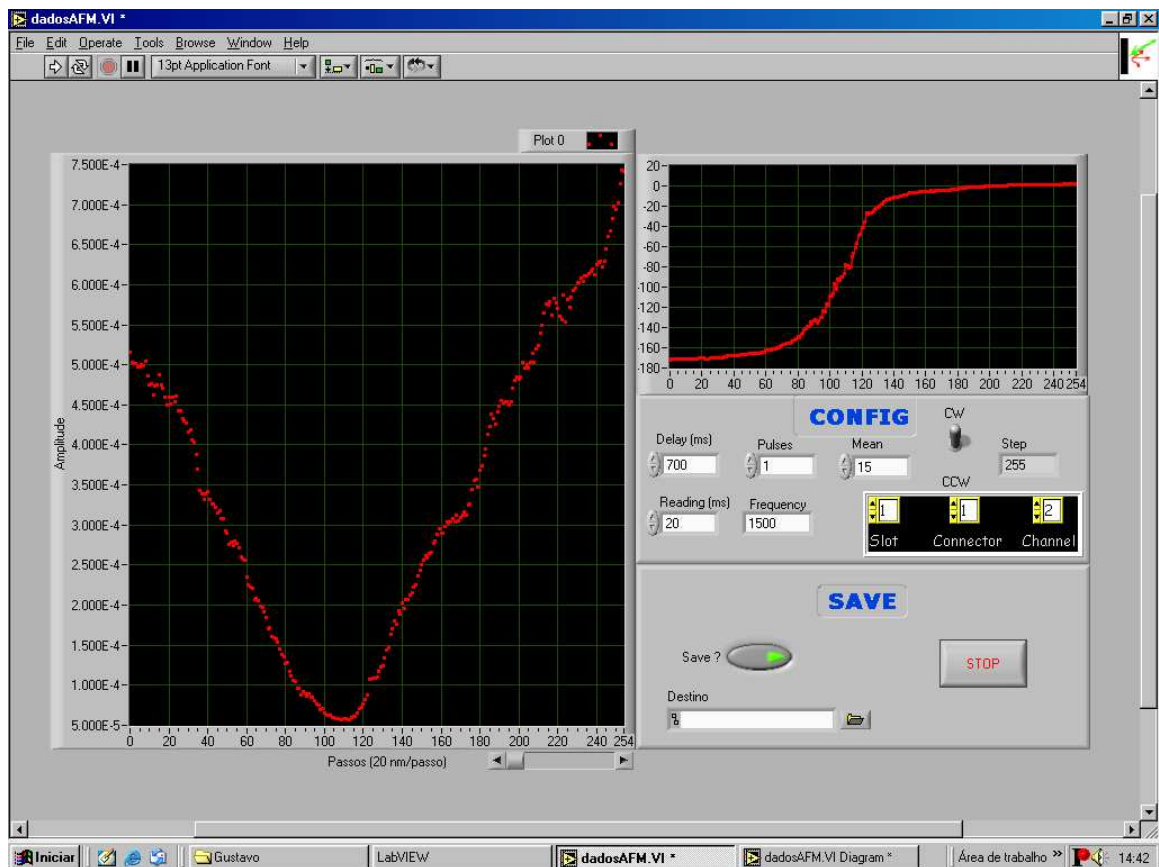 dadosAFM.VI *
File Edit Operate Tools Browse Window Help
13pt Application Font
Plot 0
7.500E-4
7.000E-4
6.500E-4
6.000E-4
5.500E-4
5.000E-4
4.500E-4
4.000E-4
3.500E-4
3.000E-4
2.500E-4
2.000E-4
1.500E-4
1.000E-4
5.000E-5
Amplitude
0 20 40 60 80 100 120 140 160 180 200 220 240 254
Passos (20 nm/passo)
20
0
-20
-40
-60
-80
-100
-120
-140
-160
-180
0 20 40 60 80 100 120 140 160 180 200 220 240 254
CONFIG
CW
Delay (ms) Pulses Mean Step
700 1 15 255
CCW
Reading (ms) Frequency
20 1500
1 1 2
Slot Connector Channel
SAVE
Save ?
STOP
Destino
Iniciar Gustavo LabVIEW dadosAFM.VI * dadosAFM.VI Diagram * Área de trabalho » 14:42